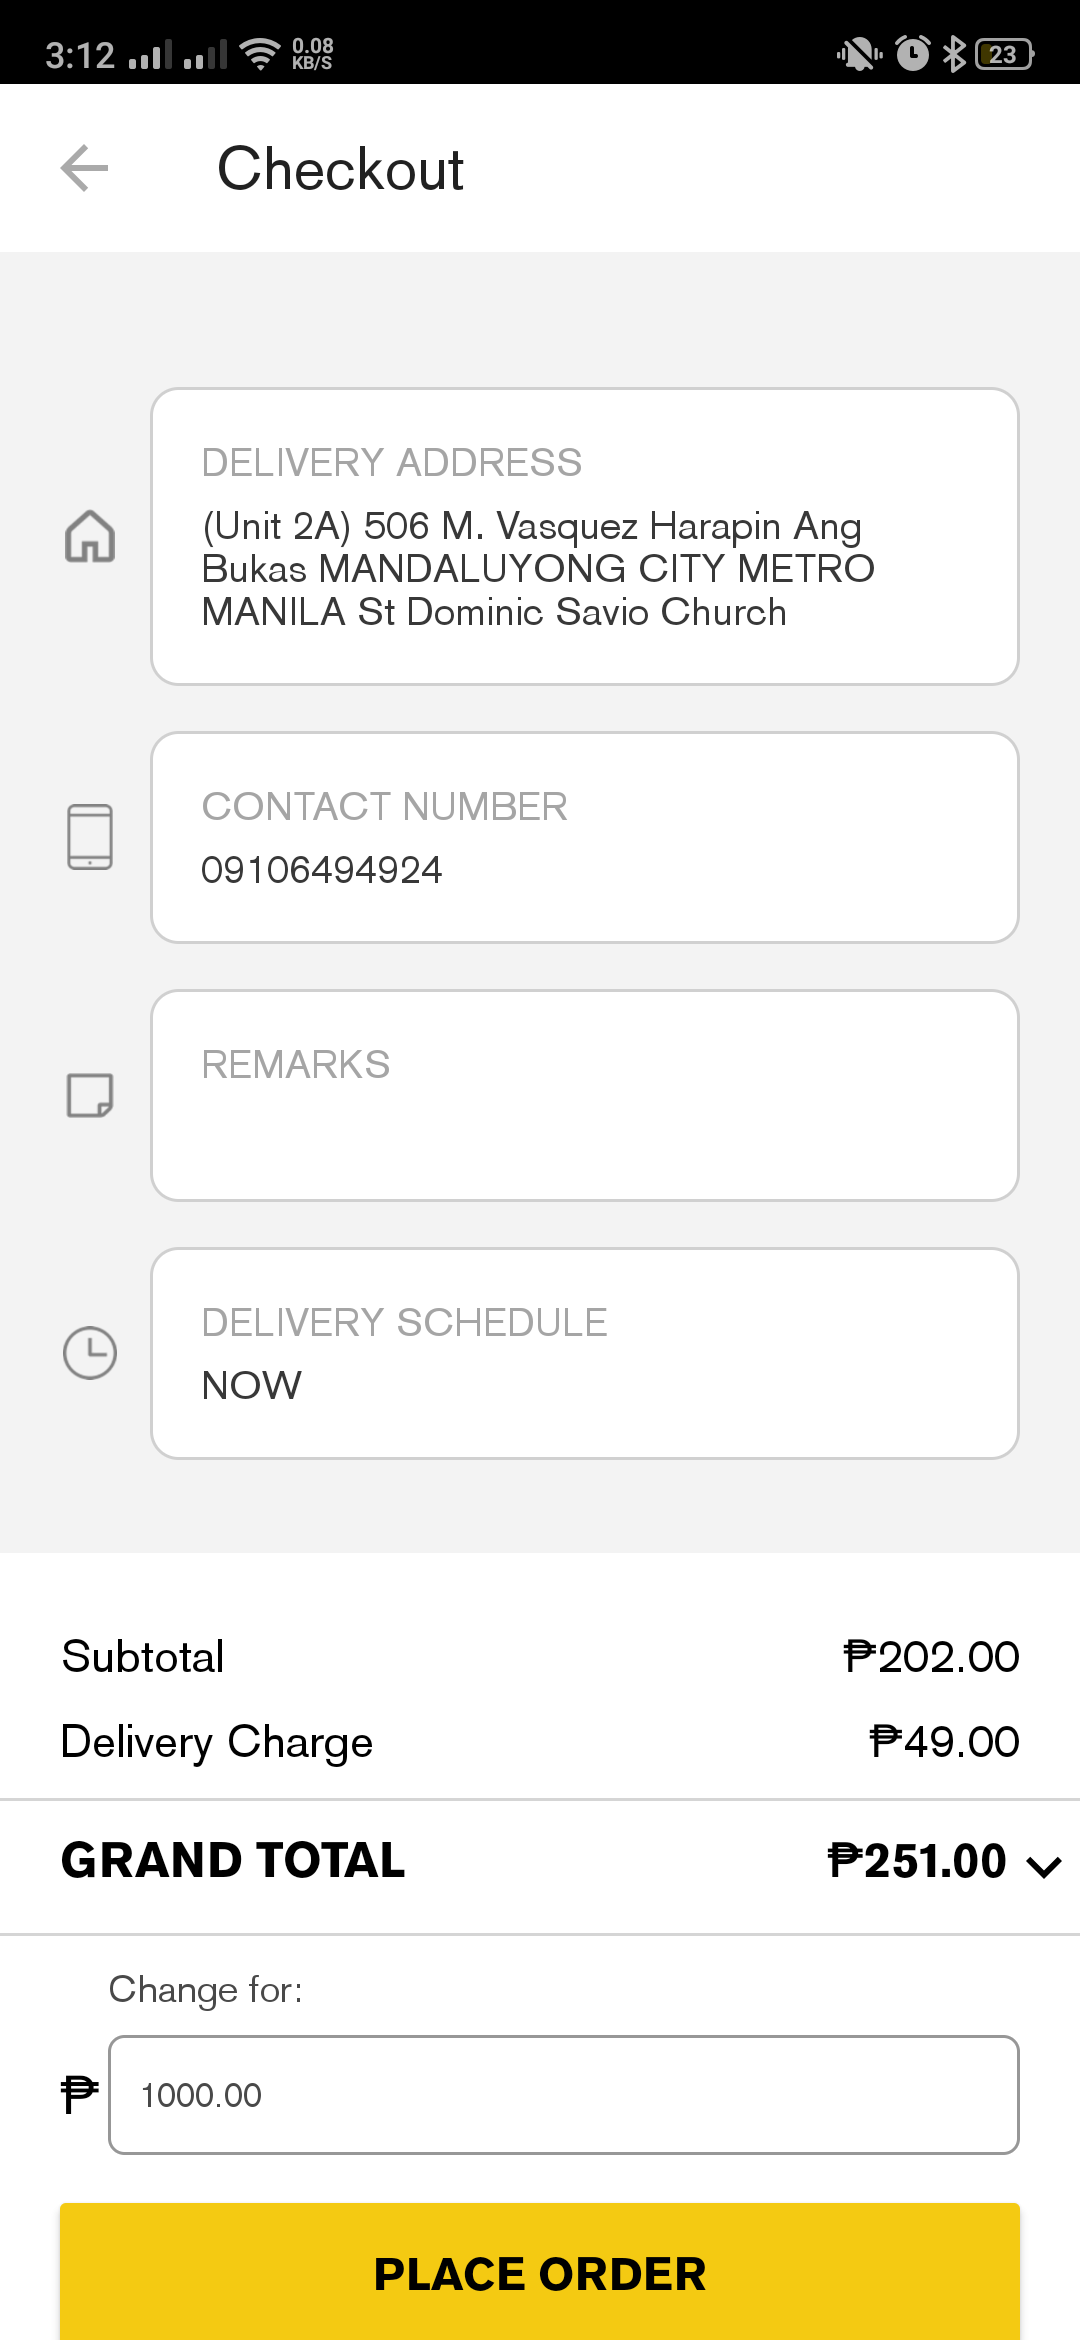 3:12 0.08 KB/S 23
Checkout
DELIVERY ADDRESS
(Unit 2A) 506 M. Vasquez Harapin Ang
Bukas MANDALUYONG CITY METRO
MANILA St Dominic Savio Church
CONTACT NUMBER
09106494924
REMARKS
DELIVERY SCHEDULE
NOW
Subtotal ₱202.00
Delivery Charge ₱49.00
GRAND TOTAL ₱251.00
Change for:
₱ 1000.00
PLACE ORDER